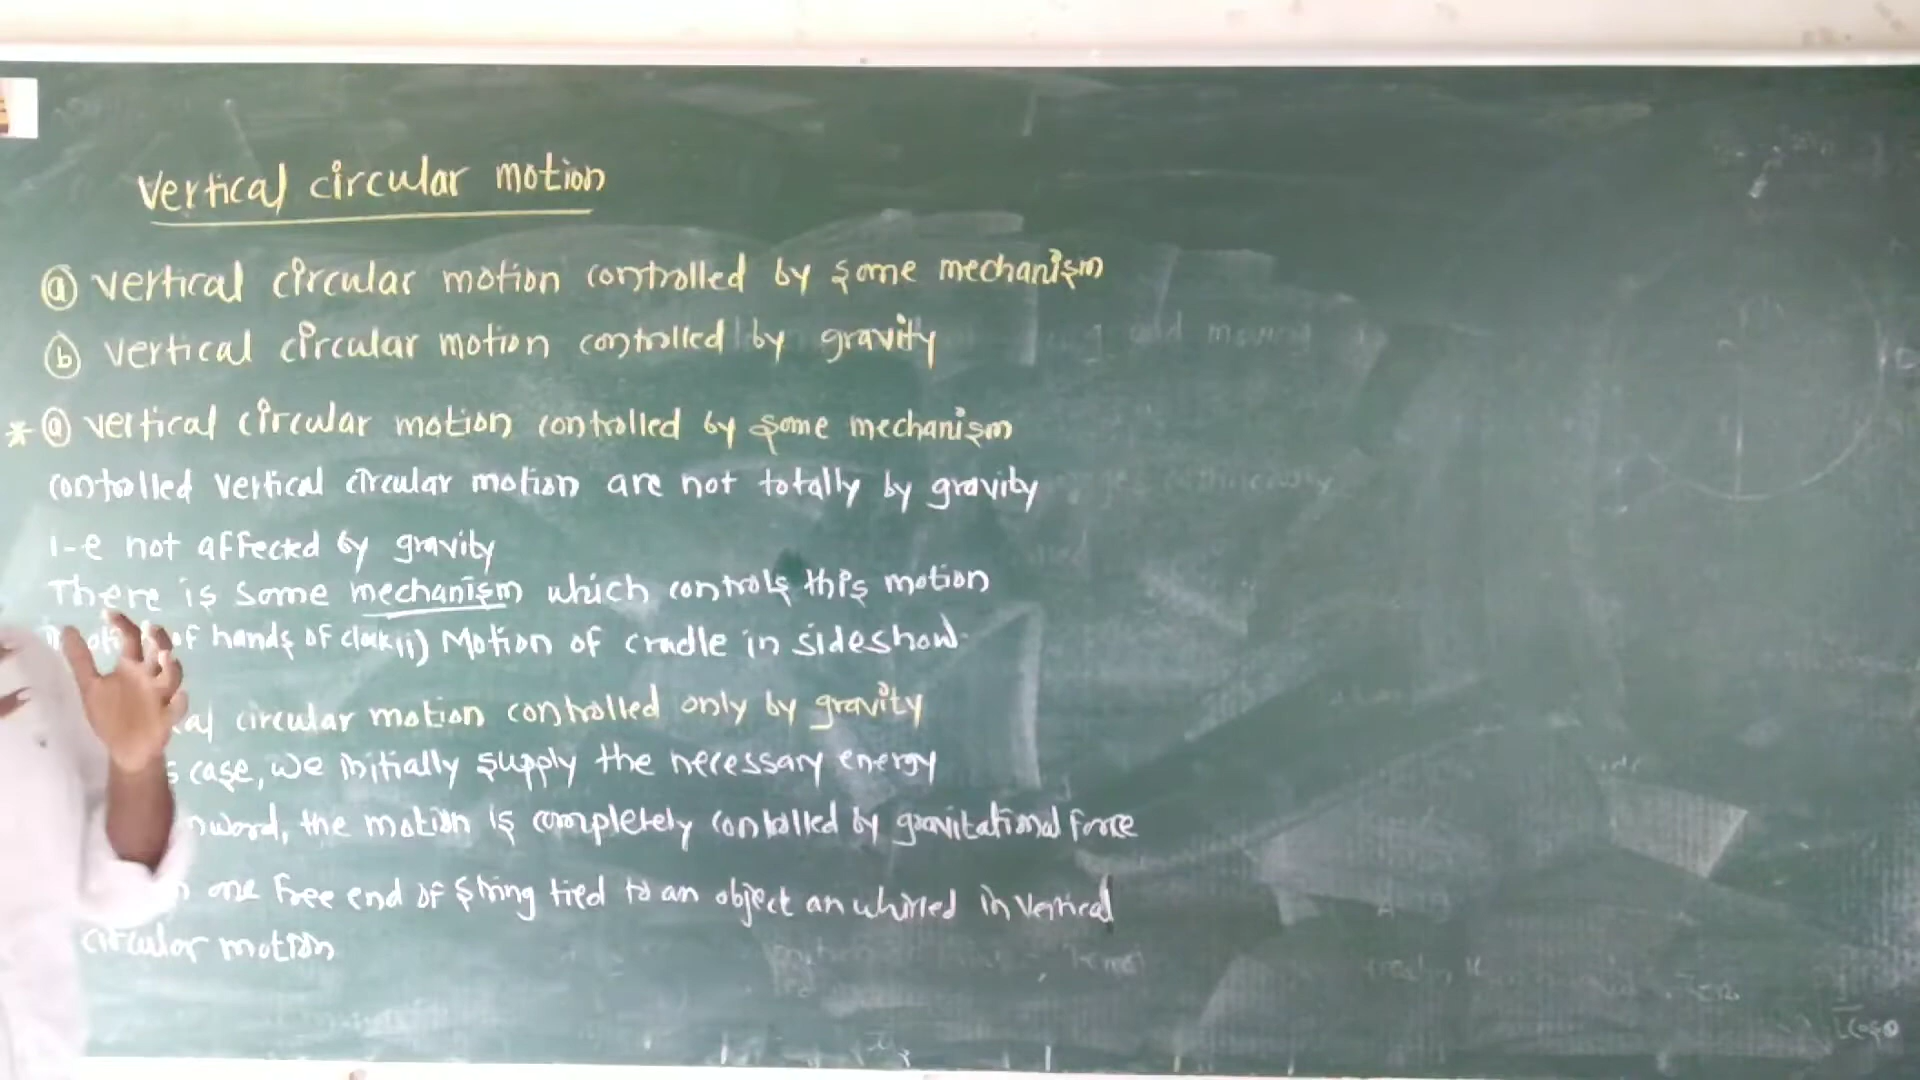 Vertical circular motion
ⓐ vertical circular motion controlled by some mechanism
ⓑ vertical circular motion controlled by gravity
* ⓐ vertical circular motion controlled by some mechanism
controlled vertical circular motion are not totally by gravity
i-e not affected by gravity
There is some mechanism which controls this motion
of hands of clock ii) Motion of cradle in sideshow
circular motion controlled only by gravity
case, we initially supply the necessary energy
the motion is completely controlled by gravitational force
one free end of string tied to an object an whirled in vertical
circular motion